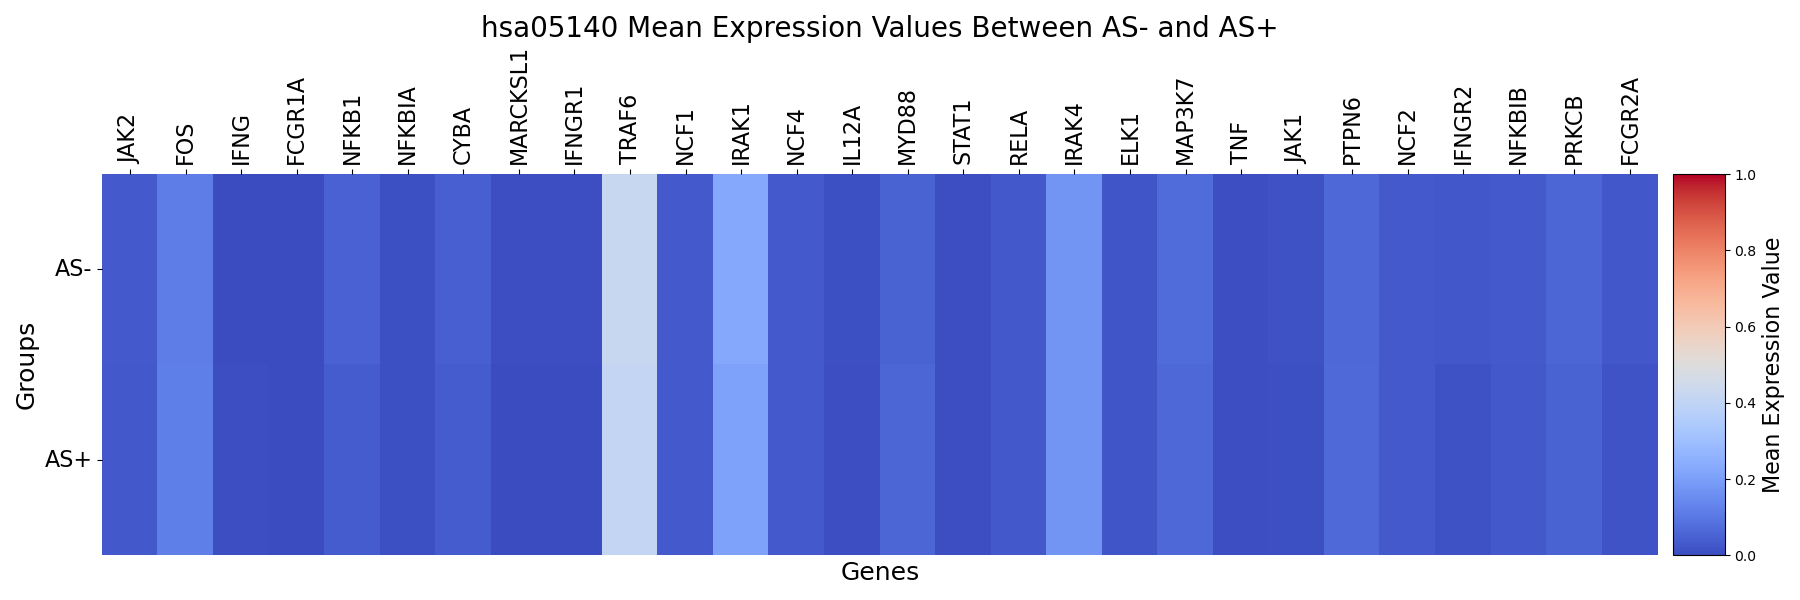 hsa05140 Mean Expression Values Between AS- and AS+
JAK2 FOS IFNG FCGR1A NFKB1 NFKBIA CYBA MARCKSL1 IFNGR1 TRAF6 NCF1 IRAK1 NCF4 IL12A MYD88 STAT1 RELA IRAK4 ELK1 MAP3K7 TNF JAK1 PTPN6 NCF2 IFNGR2 NFKBIB PRKCB FCGR2A
Groups
AS-
AS+
Genes
1.0
0.8
0.6
0.4
0.2
0.0
Mean Expression Value